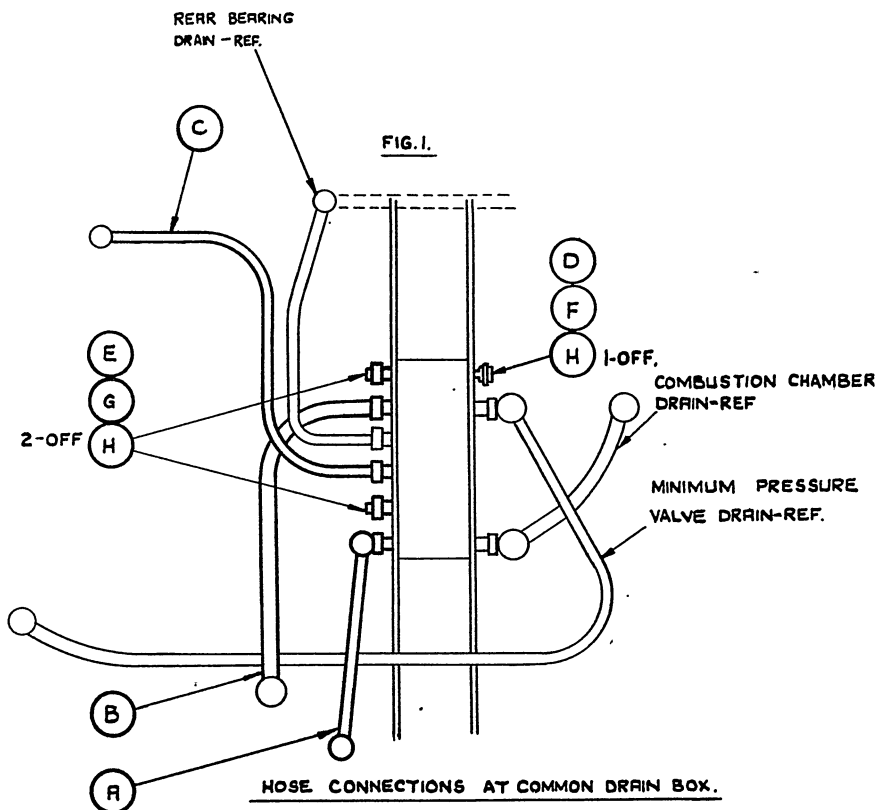 REAR BEARING
DRAIN - REF.
C
FIG. 1.
D
F
H 1-OFF.
E
G
2-OFF H
COMBUSTION CHAMBER
DRAIN-REF
MINIMUM PRESSURE
VALVE DRAIN-REF.
B
A
HOSE CONNECTIONS AT COMMON DRAIN BOX.